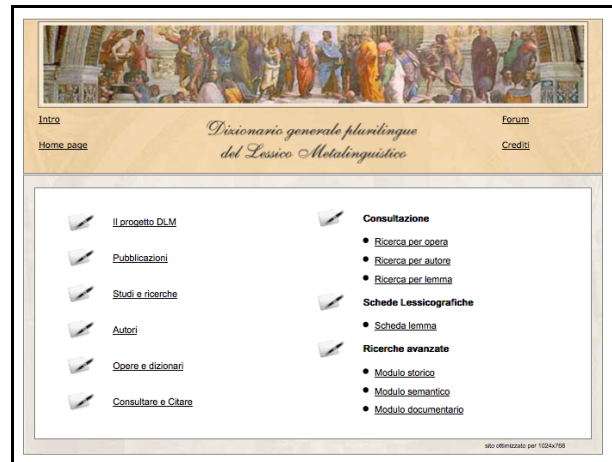 Intro
Home page
Dizionario generale plurilingue
del Lessico Metalinguistico
Forum
Crediti
Il progetto DLM
Pubblicazioni
Studi e ricerche
Autori
Opere e dizionari
Consultare e Citare
Consultazione
Ricerca per opera
Ricerca per autore
Ricerca per lemma
Schede Lessicografiche
Scheda lemma
Ricerche avanzate
Modulo storico
Modulo semantico
Modulo documentario
sito ottimizzato per 1024x768